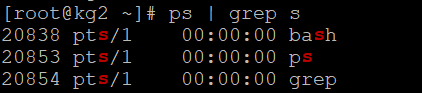 [root@kg2 ~]# ps | grep s
20838 pts/1    00:00:00 bash
20853 pts/1    00:00:00 ps
20854 pts/1    00:00:00 grep